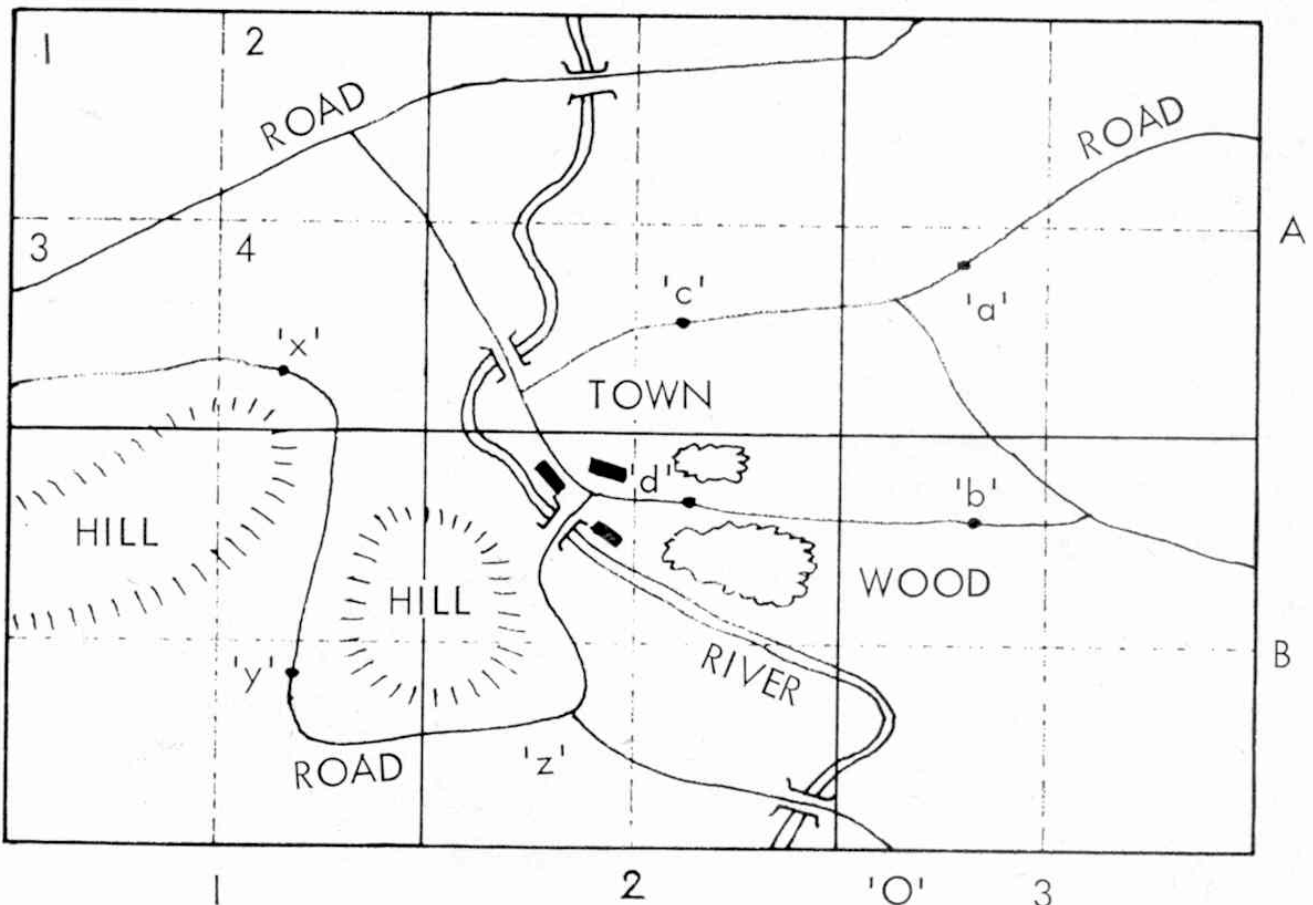 1 2
ROAD ROAD
3 4 A
'c' 'a'
'x'
TOWN
'd' 'b'
HILL
HILL WOOD
'y' RIVER B
ROAD 'z'
1 2 'O' 3